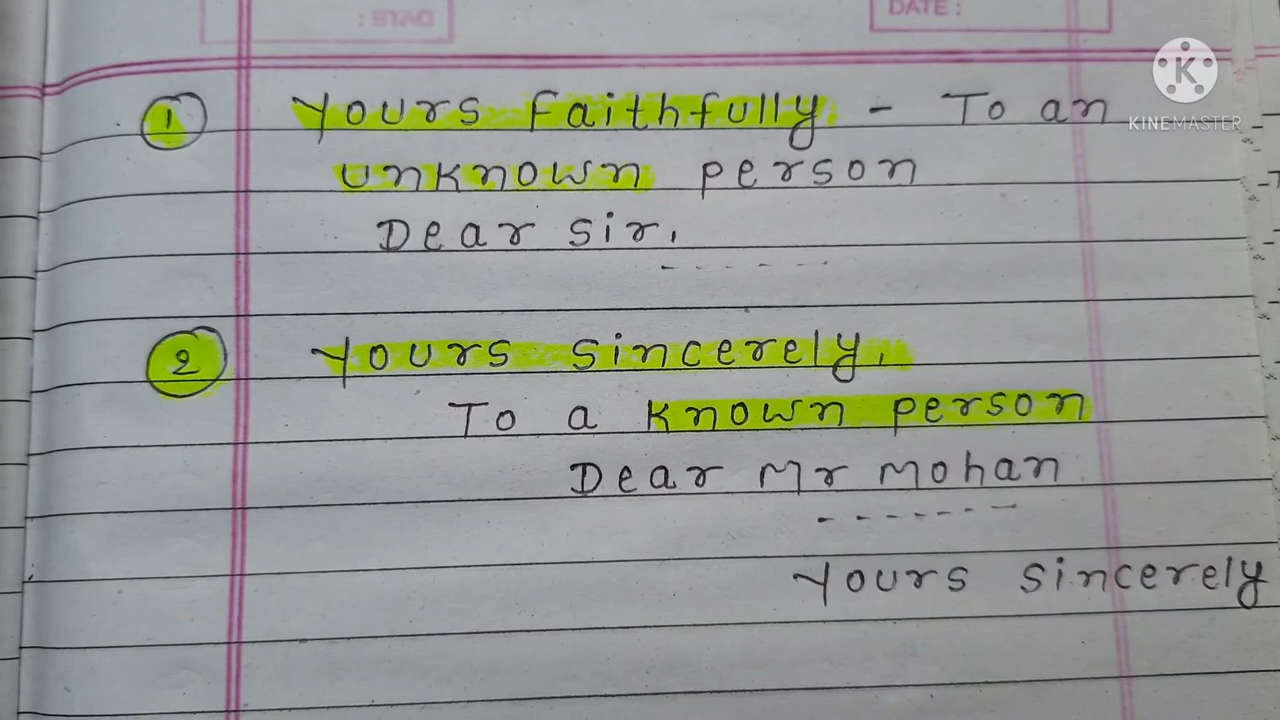 DATE :
DATE :
K
KINEMASTER
1 Yours Faithfully - To an
unknown person
Dear Sir,
2 Yours Sincerely,
To a known person
Dear Mr Mohan
Yours Sincerely